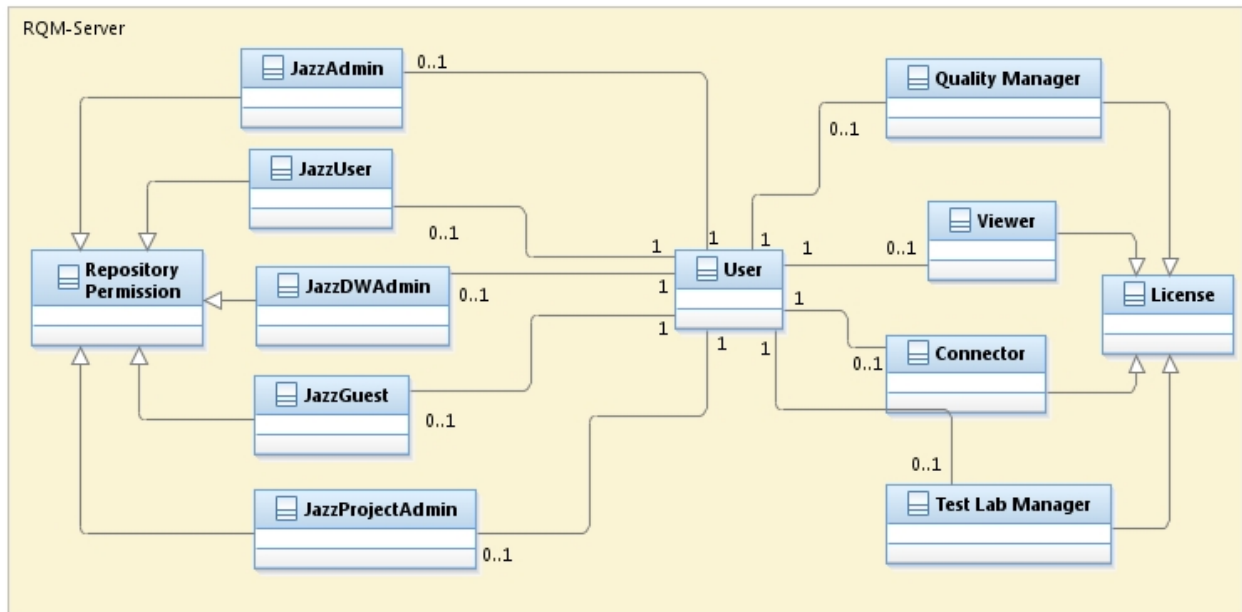 RQM-Server
JazzAdmin
0..1
Quality Manager
0..1
JazzUser
0..1
Viewer
0..1
1
1
1
1
Repository
Permission
JazzDWAdmin
0..1
1
User
1
License
1
1
1
Connector
0..1
JazzGuest
0..1
0..1
JazzProjectAdmin
0..1
Test Lab Manager